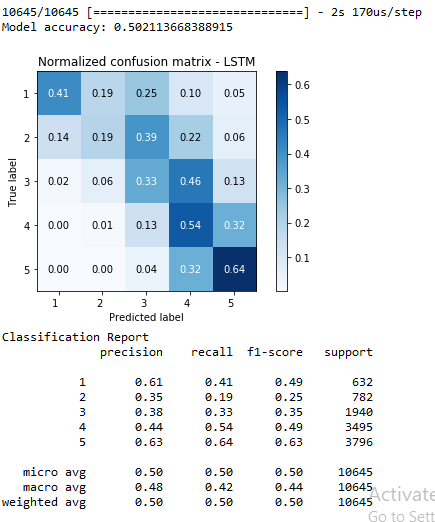 10645/10645 [==============================] - 2s 170us/step
Model accuracy: 0.502113668388915
Normalized confusion matrix - LSTM
1 0.41 0.19 0.25 0.10 0.05
2 0.14 0.19 0.39 0.22 0.06
3 0.02 0.06 0.33 0.46 0.13
4 0.00 0.01 0.13 0.54 0.32
5 0.00 0.00 0.04 0.32 0.64
1 2 3 4 5
True label
Predicted label
0.6
0.5
0.4
0.3
0.2
0.1
Classification Report
precision recall f1-score support
1 0.61 0.41 0.49 632
2 0.35 0.19 0.25 782
3 0.38 0.33 0.35 1940
4 0.44 0.54 0.49 3495
5 0.63 0.64 0.63 3796
micro avg 0.50 0.50 0.50 10645
macro avg 0.48 0.42 0.44 10645
weighted avg 0.50 0.50 0.50 10645
Activate
Go to Sett